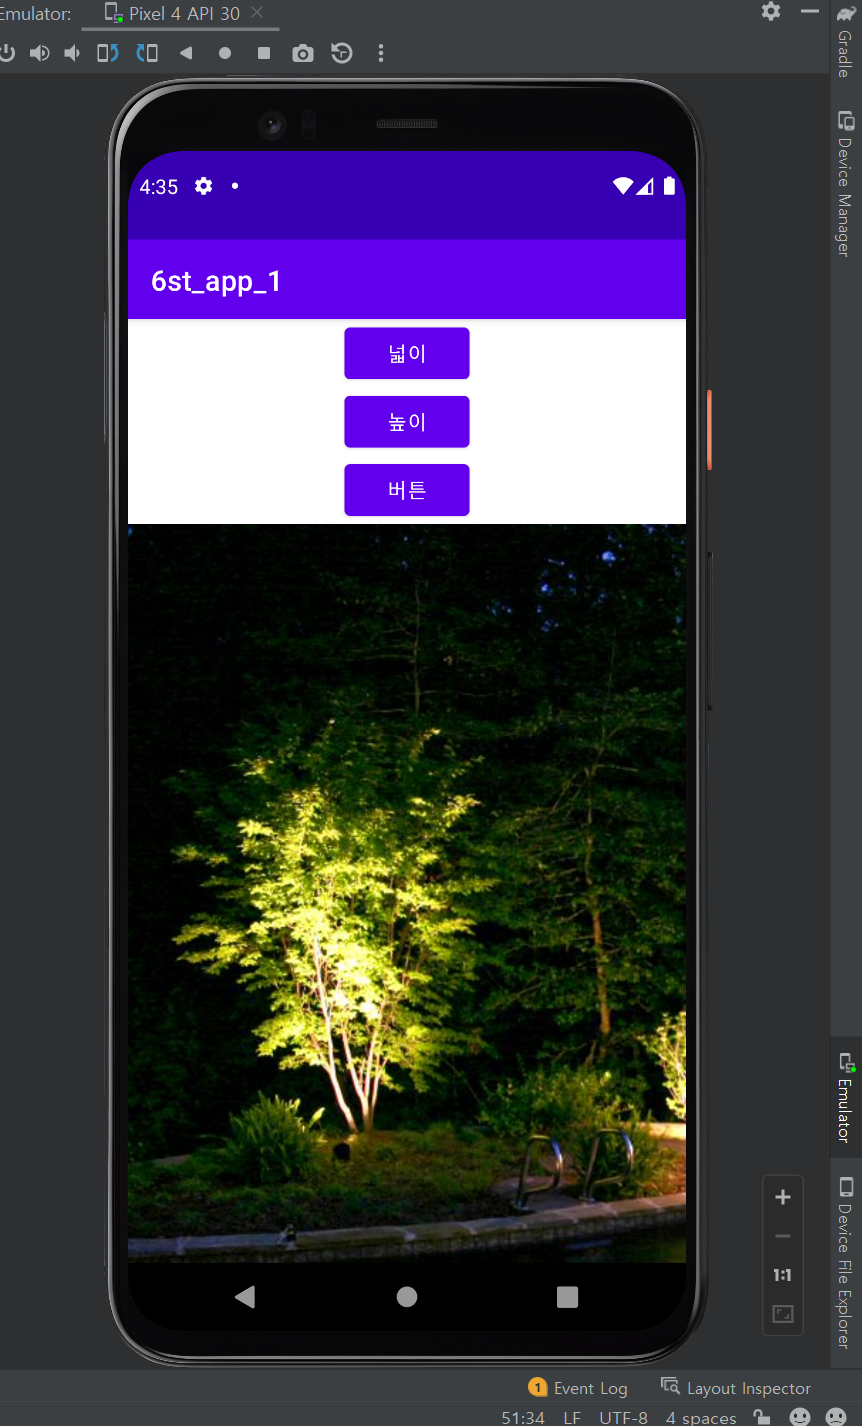 Emulator:
Pixel 4 API 30
4:35
6st_app_1
넓이
높이
버튼
Gradle
Device Manager
Emulator
Device File Explorer
1:1
1 Event Log
Layout Inspector
51:34 LF UTF-8 4 spaces